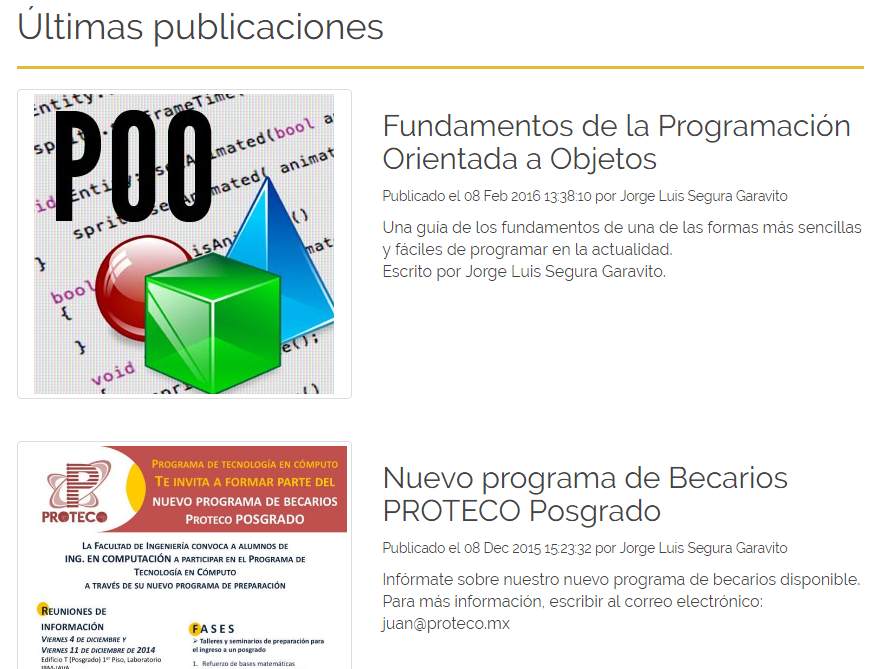 Últimas publicaciones
POO
Fundamentos de la Programación
Orientada a Objetos
Publicado el 08 Feb 2016 13:38:10 por Jorge Luis Segura Garavito
Una guía de los fundamentos de una de las formas más sencillas
y fáciles de programar en la actualidad.
Escrito por Jorge Luis Segura Garavito.
PROTECO
PROGRAMA DE TECNOLOGÍA EN CÓMPUTO
TE INVITA A FORMAR PARTE DEL
NUEVO PROGRAMA DE BECARIOS
PROTECO POSGRADO
LA FACULTAD DE INGENIERÍA CONVOCA A ALUMNOS DE
ING. EN COMPUTACIÓN A PARTICIPAR EN EL PROGRAMA DE
TECNOLOGÍA EN CÓMPUTO
A TRAVÉS DE SU NUEVO PROGRAMA DE PREPARACIÓN
REUNIONES DE
INFORMACIÓN
VIERNES 4 DE DICIEMBRE Y
VIERNES 11 DE DICIEMBRE DE 2014
Edificio T (Posgrado) 1er Piso, Laboratorio
FASES
➢ Talleres y seminarios de preparación para
el ingreso a un posgrado
1. Refuerzo de bases matemáticas
Nuevo programa de Becarios
PROTECO Posgrado
Publicado el 08 Dec 2015 15:23:32 por Jorge Luis Segura Garavito
Infórmate sobre nuestro nuevo programa de becarios disponible.
Para más información, escribir al correo electrónico:
juan@proteco.mx